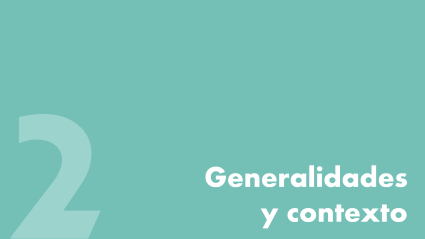 2
Generalidades
y contexto